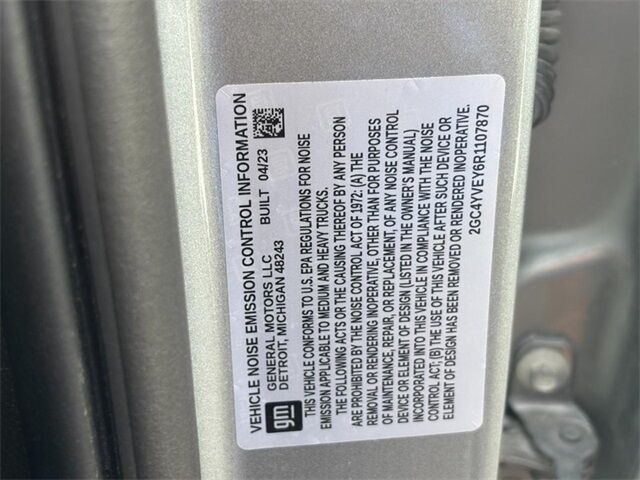 VEHICLE NOISE EMISSION CONTROL INFORMATION
gm
GENERAL MOTORS LLC
DETROIT, MICHIGAN 48243
BUILT 04/23
THIS VEHICLE CONFORMS TO U.S. EPA REGULATIONS FOR NOISE
EMISSION APPLICABLE TO MEDIUM AND HEAVY TRUCKS.
THE FOLLOWING ACTS OR THE CAUSING THEREOF BY ANY PERSON
ARE PROHIBITED BY THE NOISE CONTROL ACT OF 1972: (A) THE
REMOVAL OR RENDERING INOPERATIVE, OTHER THAN FOR PURPOSES
OF MAINTENANCE, REPAIR, OR REPLACEMENT, OF ANY NOISE CONTROL
DEVICE OR ELEMENT OF DESIGN (LISTED IN THE OWNER'S MANUAL)
INCORPORATED INTO THIS VEHICLE IN COMPLIANCE WITH THE NOISE
CONTROL ACT; (B) THE USE OF THIS VEHICLE AFTER SUCH DEVICE OR
ELEMENT OF DESIGN HAS BEEN REMOVED OR RENDERED INOPERATIVE.
2GC4YVEY6R1107870